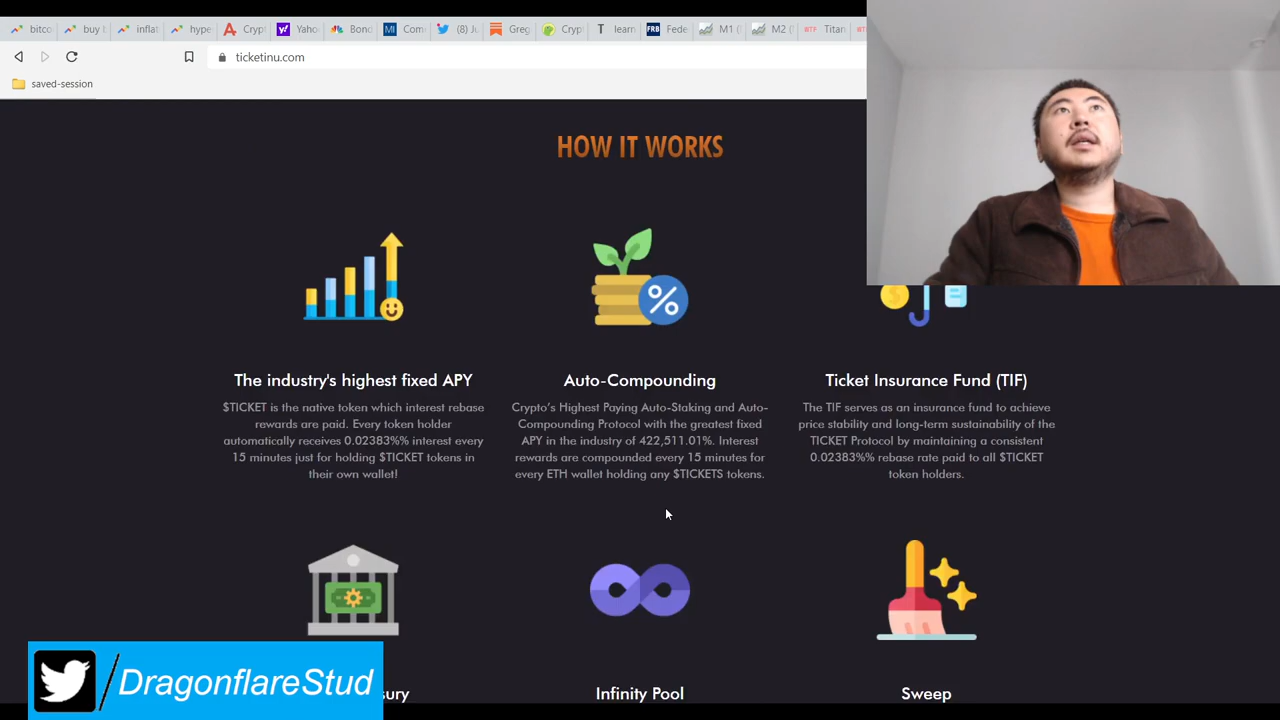 bitco
buy l
inflat
hype
Crypt
Yaho
Bond
MI
Com
(8) J
Greg
Crypt
T
learn
FRB
Fede
M1 (
M2 (
Titan
ticketinu.com
saved-session
HOW IT WORKS
The industry's highest fixed APY
$TICKET is the native token which interest rebase
rewards are paid. Every token holder
automatically receives 0.02383%% interest every
15 minutes just for holding $TICKET tokens in
their own wallet!
Auto-Compounding
Crypto's Highest Paying Auto-Staking and Auto-
Compounding Protocol with the greatest fixed
APY in the industry of 422,511.01%. Interest
rewards are compounded every 15 minutes for
every ETH wallet holding any $TICKETS tokens.
Ticket Insurance Fund (TIF)
The TIF serves as an insurance fund to achieve
price stability and long-term sustainability of the
TICKET Protocol by maintaining a consistent
0.02383%% rebase rate paid to all $TICKET
token holders.
sury
Infinity Pool
Sweep
/DragonflareStud